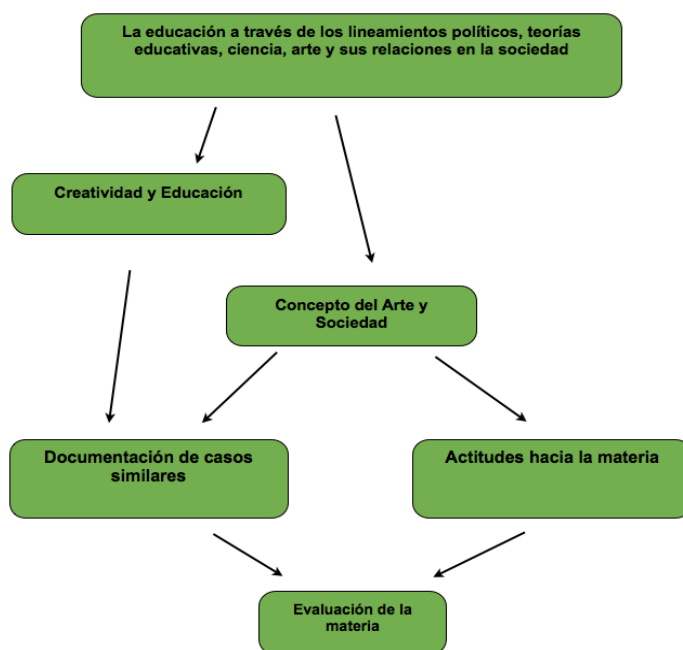 La educación a través de los lineamientos políticos, teorías
educativas, ciencia, arte y sus relaciones en la sociedad
Creatividad y Educación
Concepto del Arte y
Sociedad
Documentación de casos
similares
Actitudes hacia la materia
Evaluación de la
materia